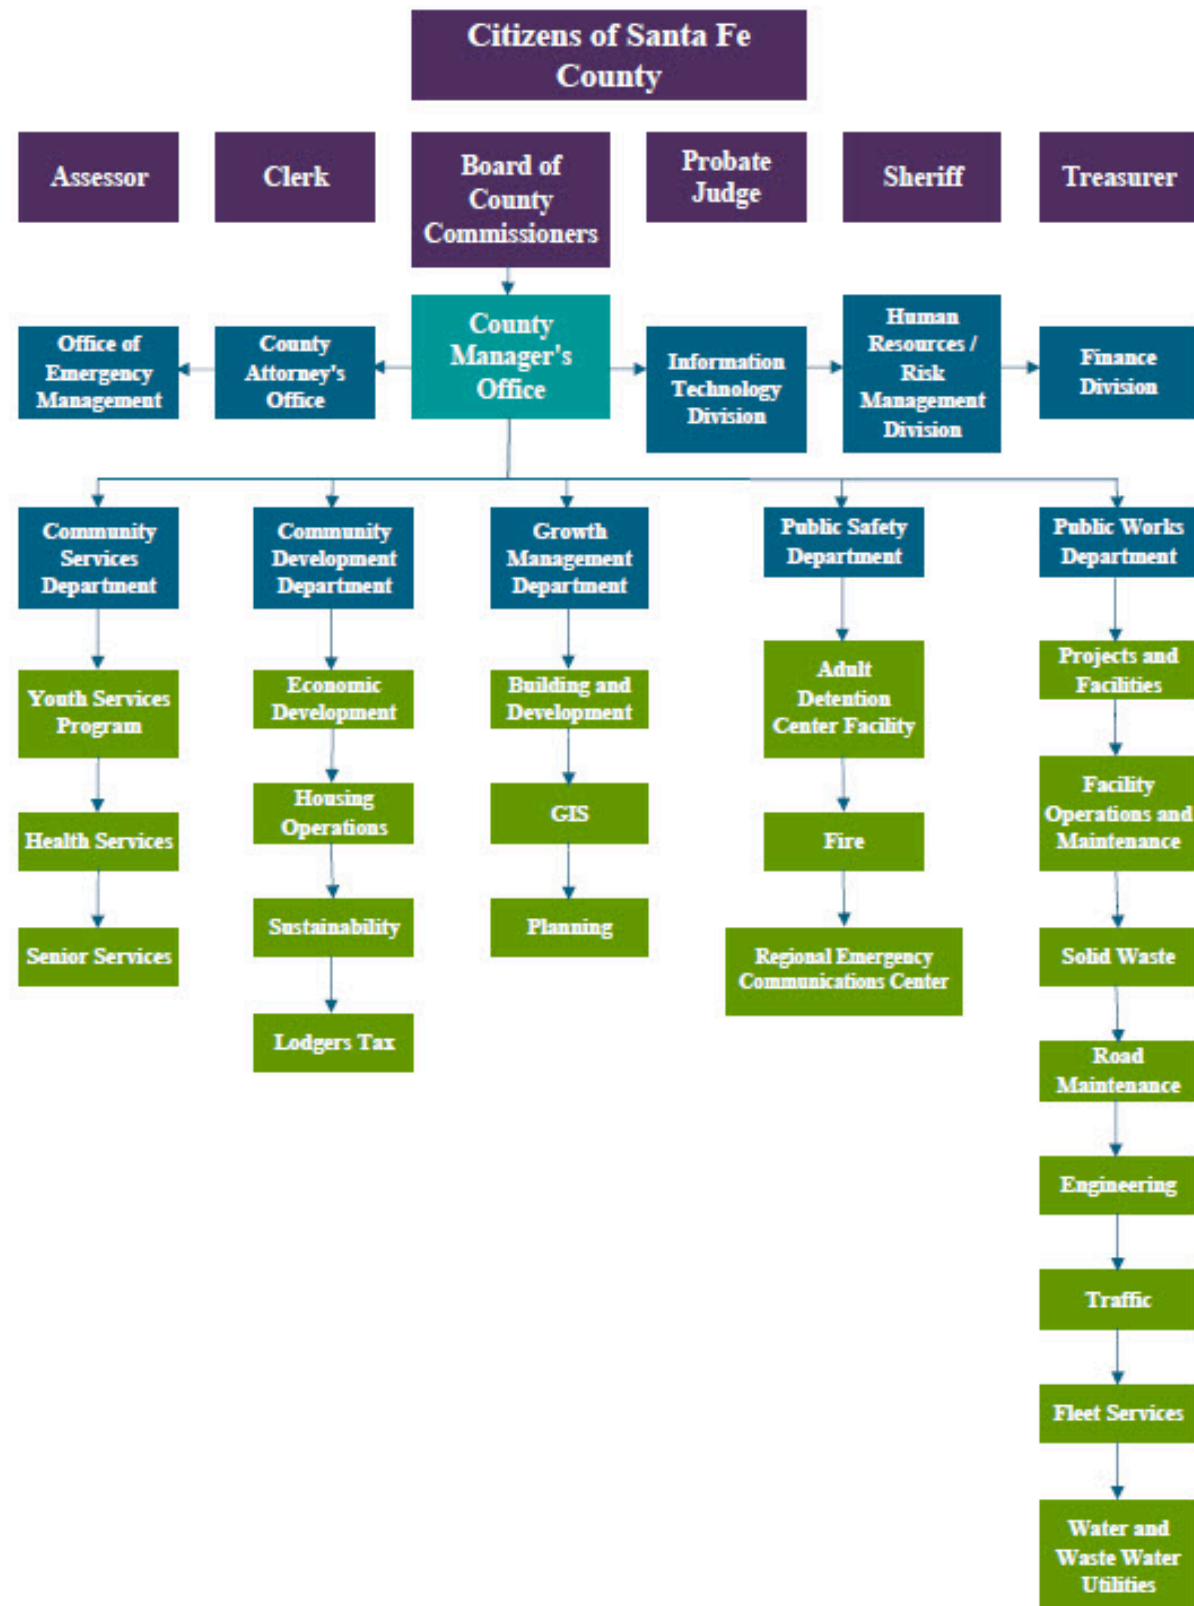 Citizens of Santa Fe
County
Assessor
Clerk
Board of
County
Commissioners
Probate
Judge
Sheriff
Treasurer
Office of
Emergency
Management
County
Attorney's
Office
County
Manager's
Office
Information
Technology
Division
Human
Resources /
Risk
Management
Division
Finance
Division
Community
Services
Department
Community
Development
Department
Growth
Management
Department
Public Safety
Department
Public Works
Department
Youth Services
Program
Health Services
Senior Services
Economic
Development
Housing
Operations
Sustainability
Lodgers Tax
Building and
Development
GIS
Planning
Adult
Detention
Center Facility
Fire
Regional Emergency
Communications Center
Projects and
Facilities
Facility
Operations and
Maintenance
Solid Waste
Road
Maintenance
Engineering
Traffic
Fleet Services
Water and
Waste Water
Utilities